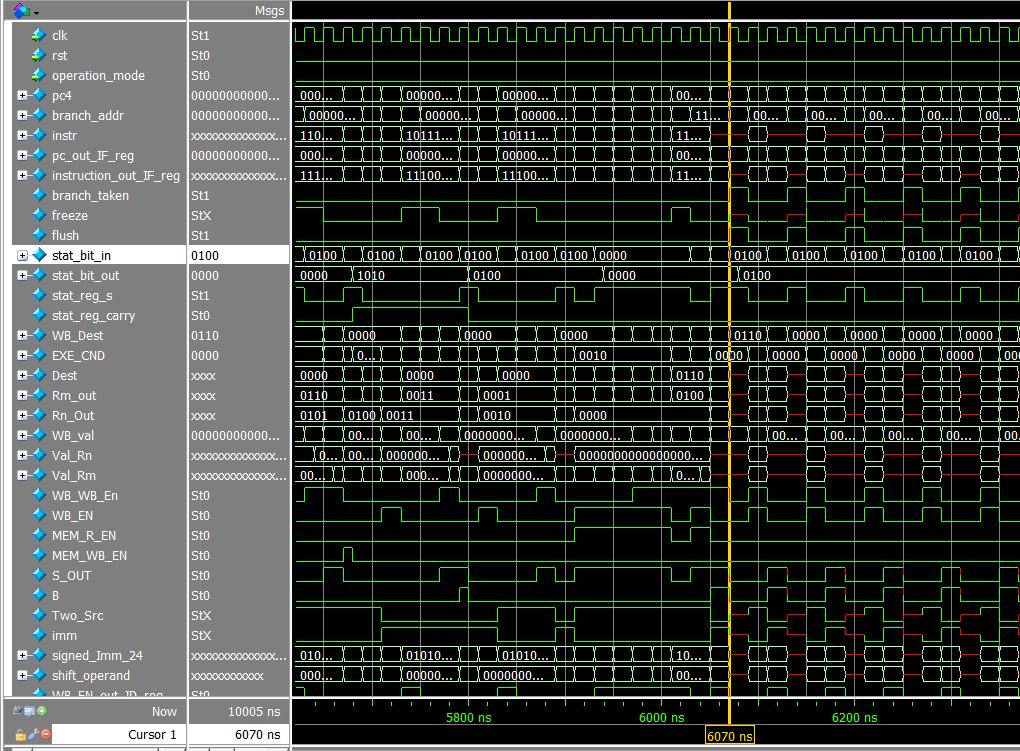 Msgs
clk St1
rst St0
operation_mode St0
pc4 00000000000... 000... 00000... 00000... 00...
branch_addr 00000000000... 00000... 00000... 00000... 11... 00... 00... 00... 00... 00...
instr xxxxxxxxxxxxx... 110... 10111... 10111... 11...
pc_out_IF_reg 00000000000... 000... 00000... 00000... 00...
instruction_out_IF_reg xxxxxxxxxxxxx... 111... 11100... 11100... 11...
branch_taken St1
freeze StX
flush St1
stat_bit_in 0100 0100 0100 0100 0100 0100 0100 0000 0100 0100 0100 0100 0100
stat_bit_out 0000 0000 1010 0100 0000 0100
stat_reg_s St1
stat_reg_carry St0
WB_Dest 0110 0000 0000 0000 0110 0000 0000 0000 0000
EXE_CND 0000 0... 0010 0000 0000 0000 0000 0000 00
Dest xxxx 0000 0000 0000 0110
Rm_out xxxx 0110 0011 0001 0100
Rn_Out xxxx 0101 0100 0011 0010 0000
WB_val 00000000000... 00... 00... 0000000... 0000000... 00... 00... 00... 00... 00.
Val_Rn xxxxxxxxxxxxx... 0... 00... 000000... 000000... 0000000000000000...
Val_Rm xxxxxxxxxxxxx... 00... 000... 0000000... 0...
WB_WB_En St0
WB_EN St0
MEM_R_EN St0
MEM_WB_EN St0
S_OUT St0
B St0
Two_Src StX
imm StX
signed_Imm_24 xxxxxxxxxxxxx... 010... 01010... 01010... 10...
shift_operand xxxxxxxxxxx 000... 00000... 0000000... 00...
WB_EN_out_ID_reg St0
Now 10005 ns 5800 ns 6000 ns 6200 ns
Cursor 1 6070 ns 6070 ns